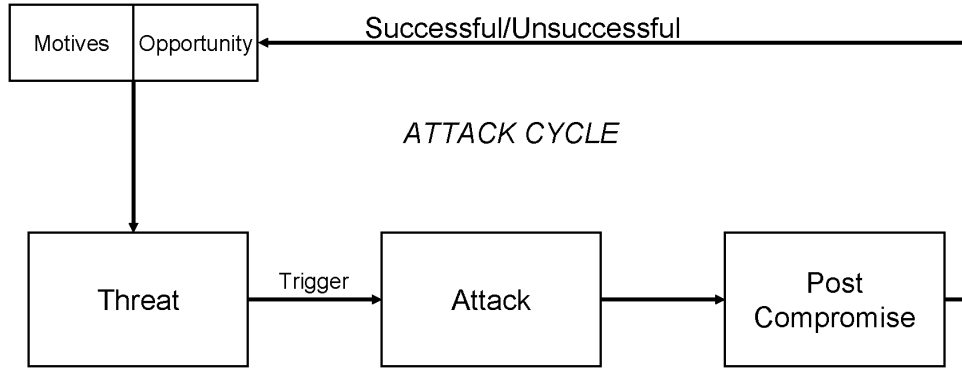 Motives
Opportunity
Successful/Unsuccessful
ATTACK CYCLE
Threat
Trigger
Attack
Post
Compromise